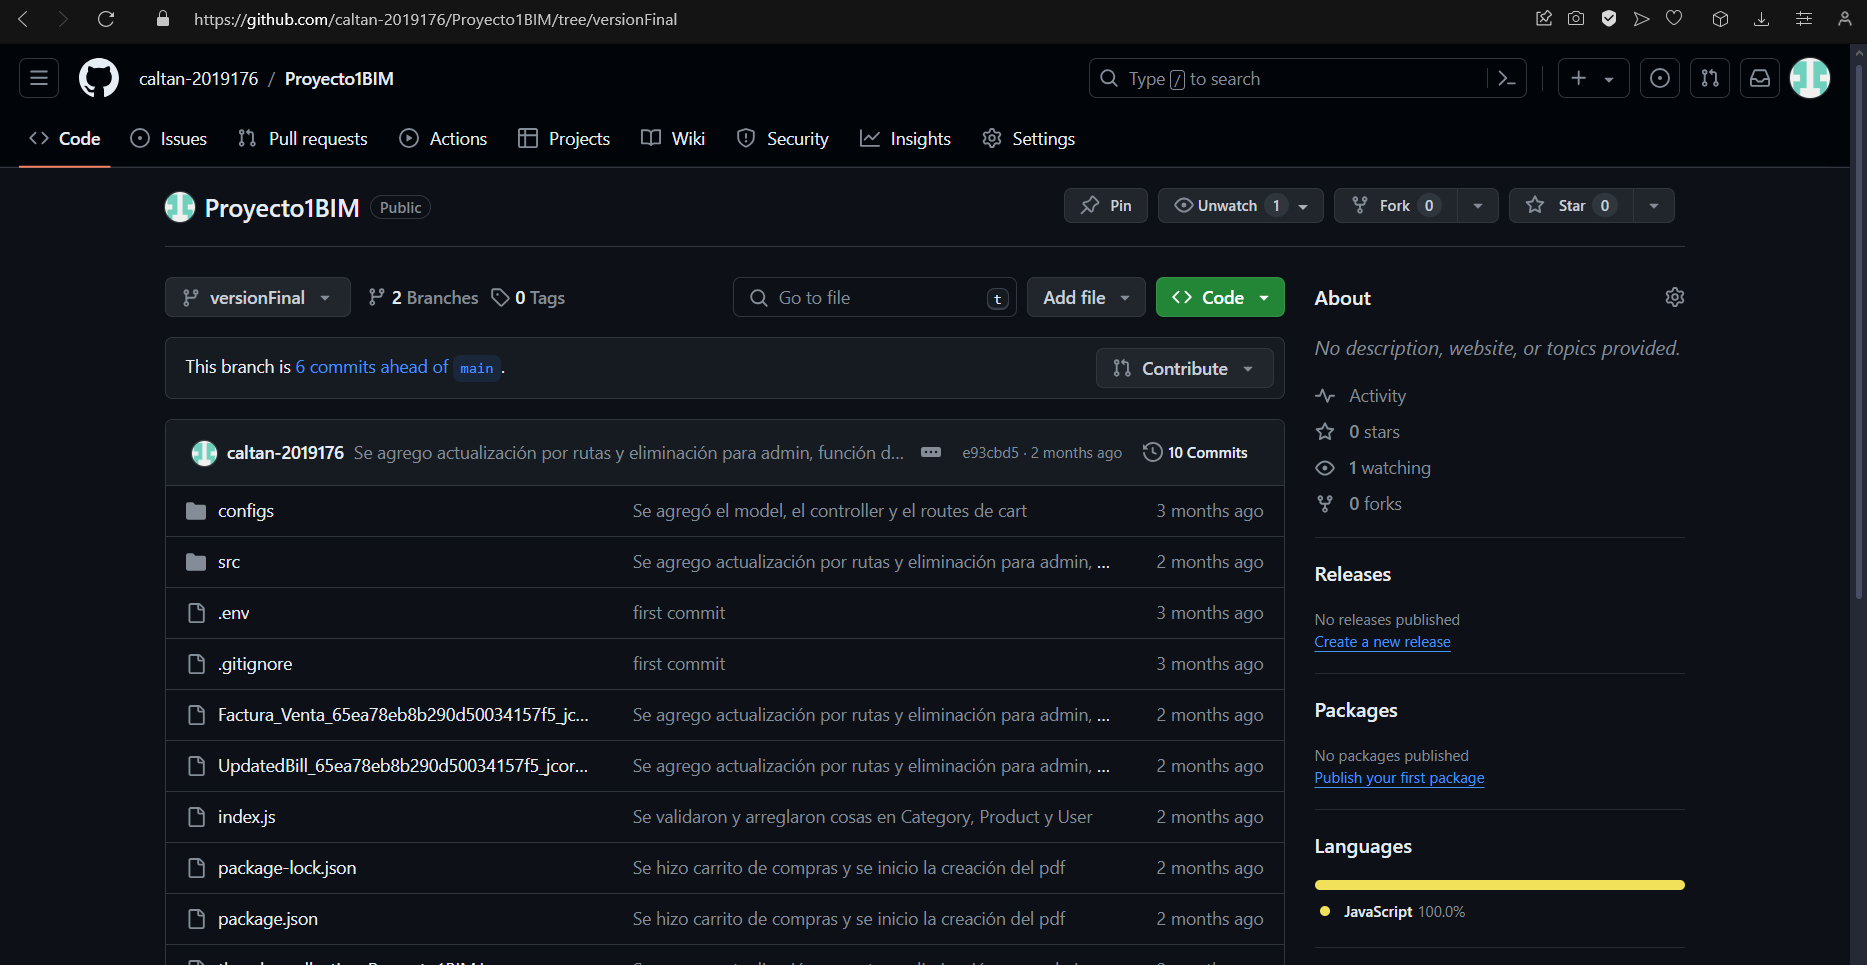 https://github.com/caltan-2019176/Proyecto1BIM/tree/versionFinal
caltan-2019176 / Proyecto1BIM
Type / to search
Code Issues Pull requests Actions Projects Wiki Security Insights Settings
Proyecto1BIM Public
Pin Unwatch 1 Fork 0 Star 0
versionFinal 2 Branches 0 Tags Go to file t Add file Code
This branch is 6 commits ahead of main .
Contribute
caltan-2019176 Se agrego actualización por rutas y eliminación para admin, función d... e93cbd5 · 2 months ago 10 Commits
configs Se agregó el model, el controller y el routes de cart 3 months ago
src Se agrego actualización por rutas y eliminación para admin, ... 2 months ago
.env first commit 3 months ago
.gitignore first commit 3 months ago
Factura_Venta_65ea78eb8b290d50034157f5_jc... Se agrego actualización por rutas y eliminación para admin, ... 2 months ago
UpdatedBill_65ea78eb8b290d50034157f5_jcor... Se agrego actualización por rutas y eliminación para admin, ... 2 months ago
index.js Se validaron y arreglaron cosas en Category, Product y User 2 months ago
package-lock.json Se hizo carrito de compras y se inicio la creación del pdf 2 months ago
package.json Se hizo carrito de compras y se inicio la creación del pdf 2 months ago
About
No description, website, or topics provided.
Activity
0 stars
1 watching
0 forks
Releases
No releases published
Create a new release
Packages
No packages published
Publish your first package
Languages
JavaScript 100.0%